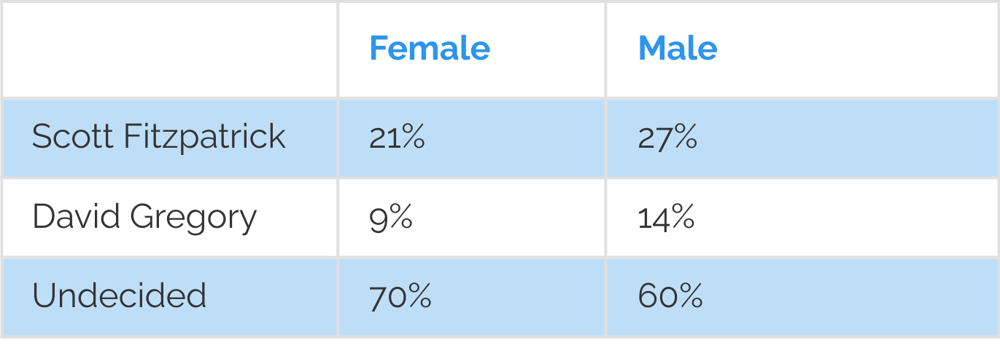 Female Male
Scott Fitzpatrick 21% 27%
David Gregory 9% 14%
Undecided 70% 60%